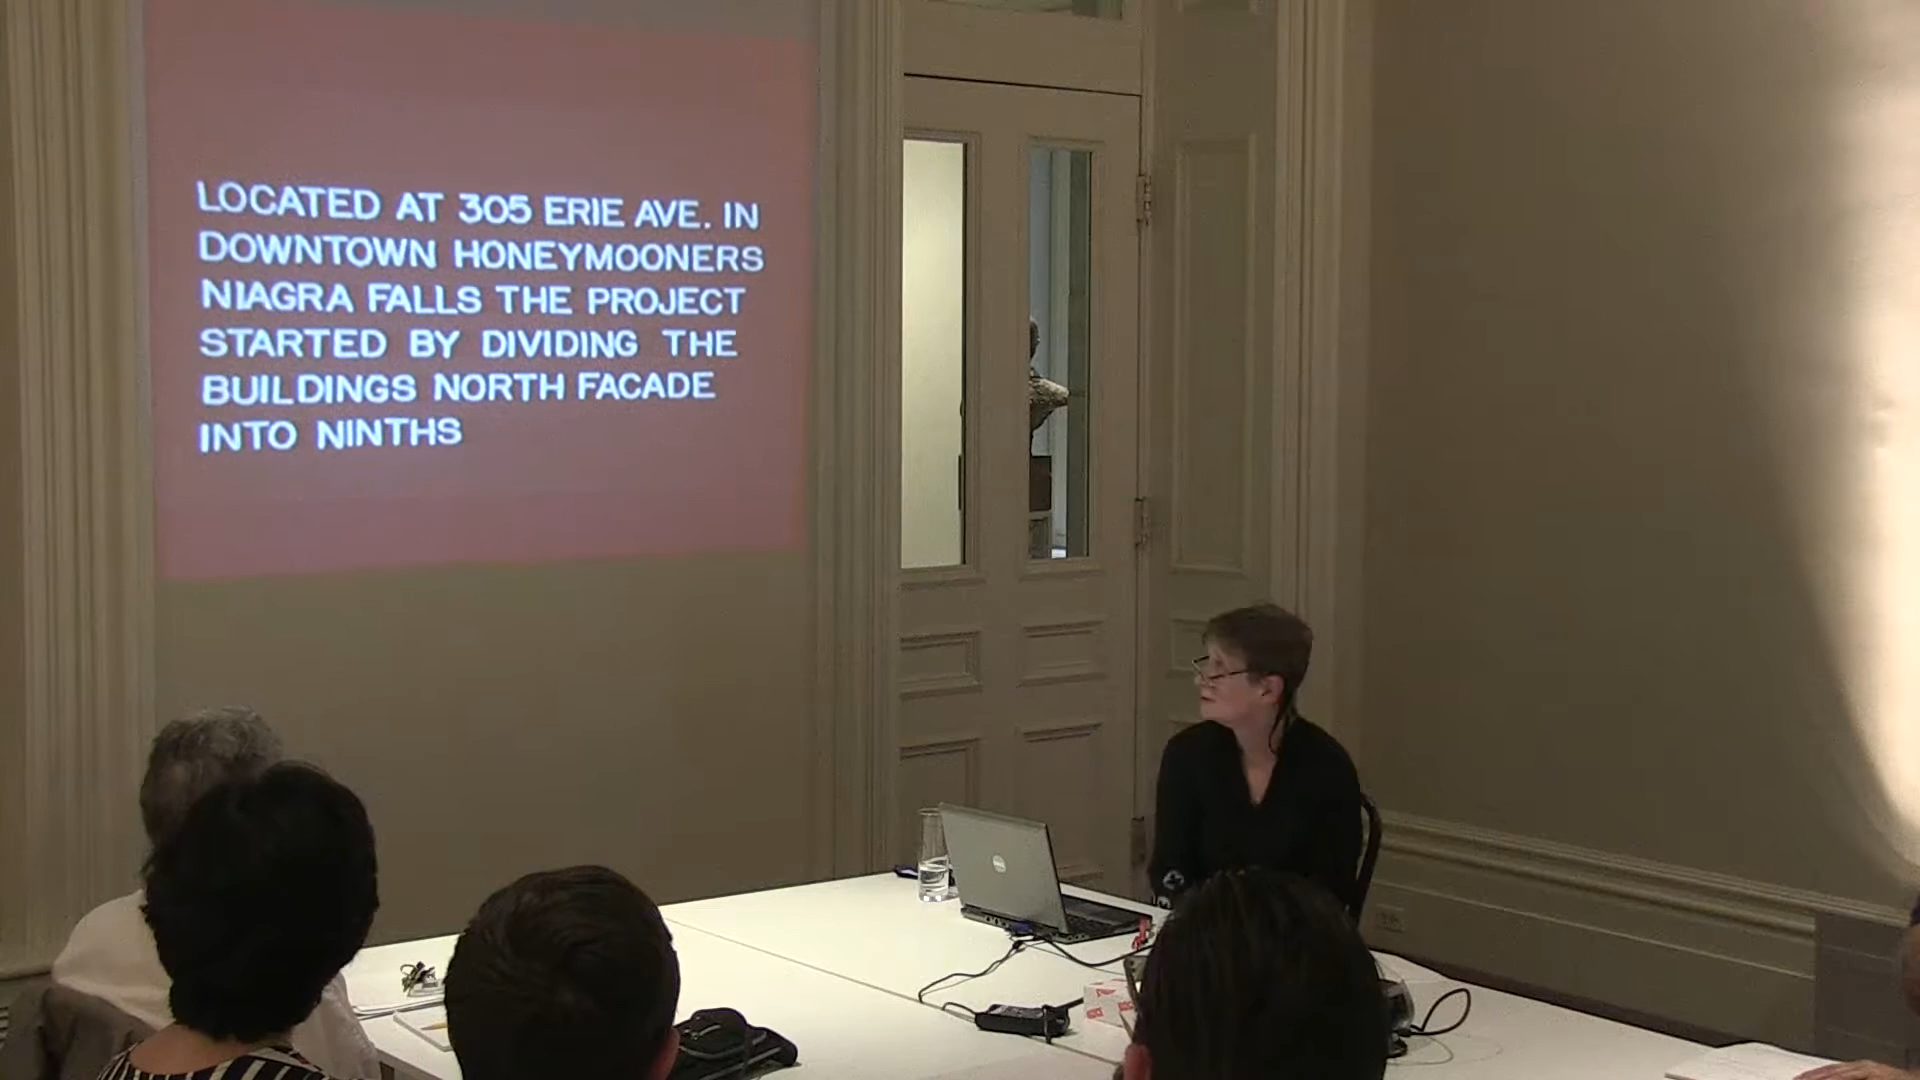 LOCATED AT 305 ERIE AVE. IN
DOWNTOWN HONEYMOONERS
NIAGRA FALLS THE PROJECT
STARTED BY DIVIDING THE
BUILDINGS NORTH FACADE
INTO NINTHS